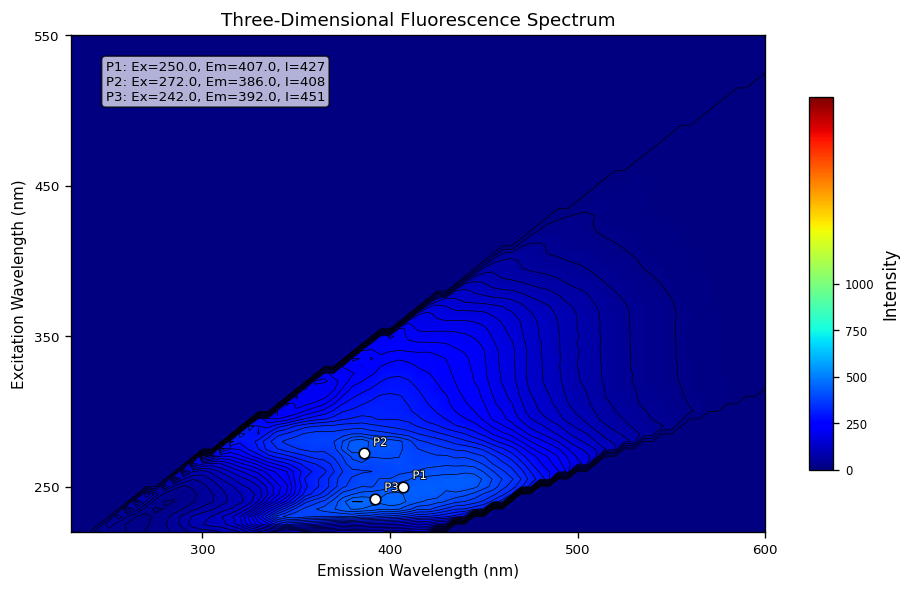 Three-Dimensional Fluorescence Spectrum
P1: Ex=250.0, Em=407.0, I=427
P2: Ex=272.0, Em=386.0, I=408
P3: Ex=242.0, Em=392.0, I=451
550
450
350
250
Excitation Wavelength (nm)
P2
P1
P3
300
400
500
600
Emission Wavelength (nm)
1000
750
500
250
0
Intensity